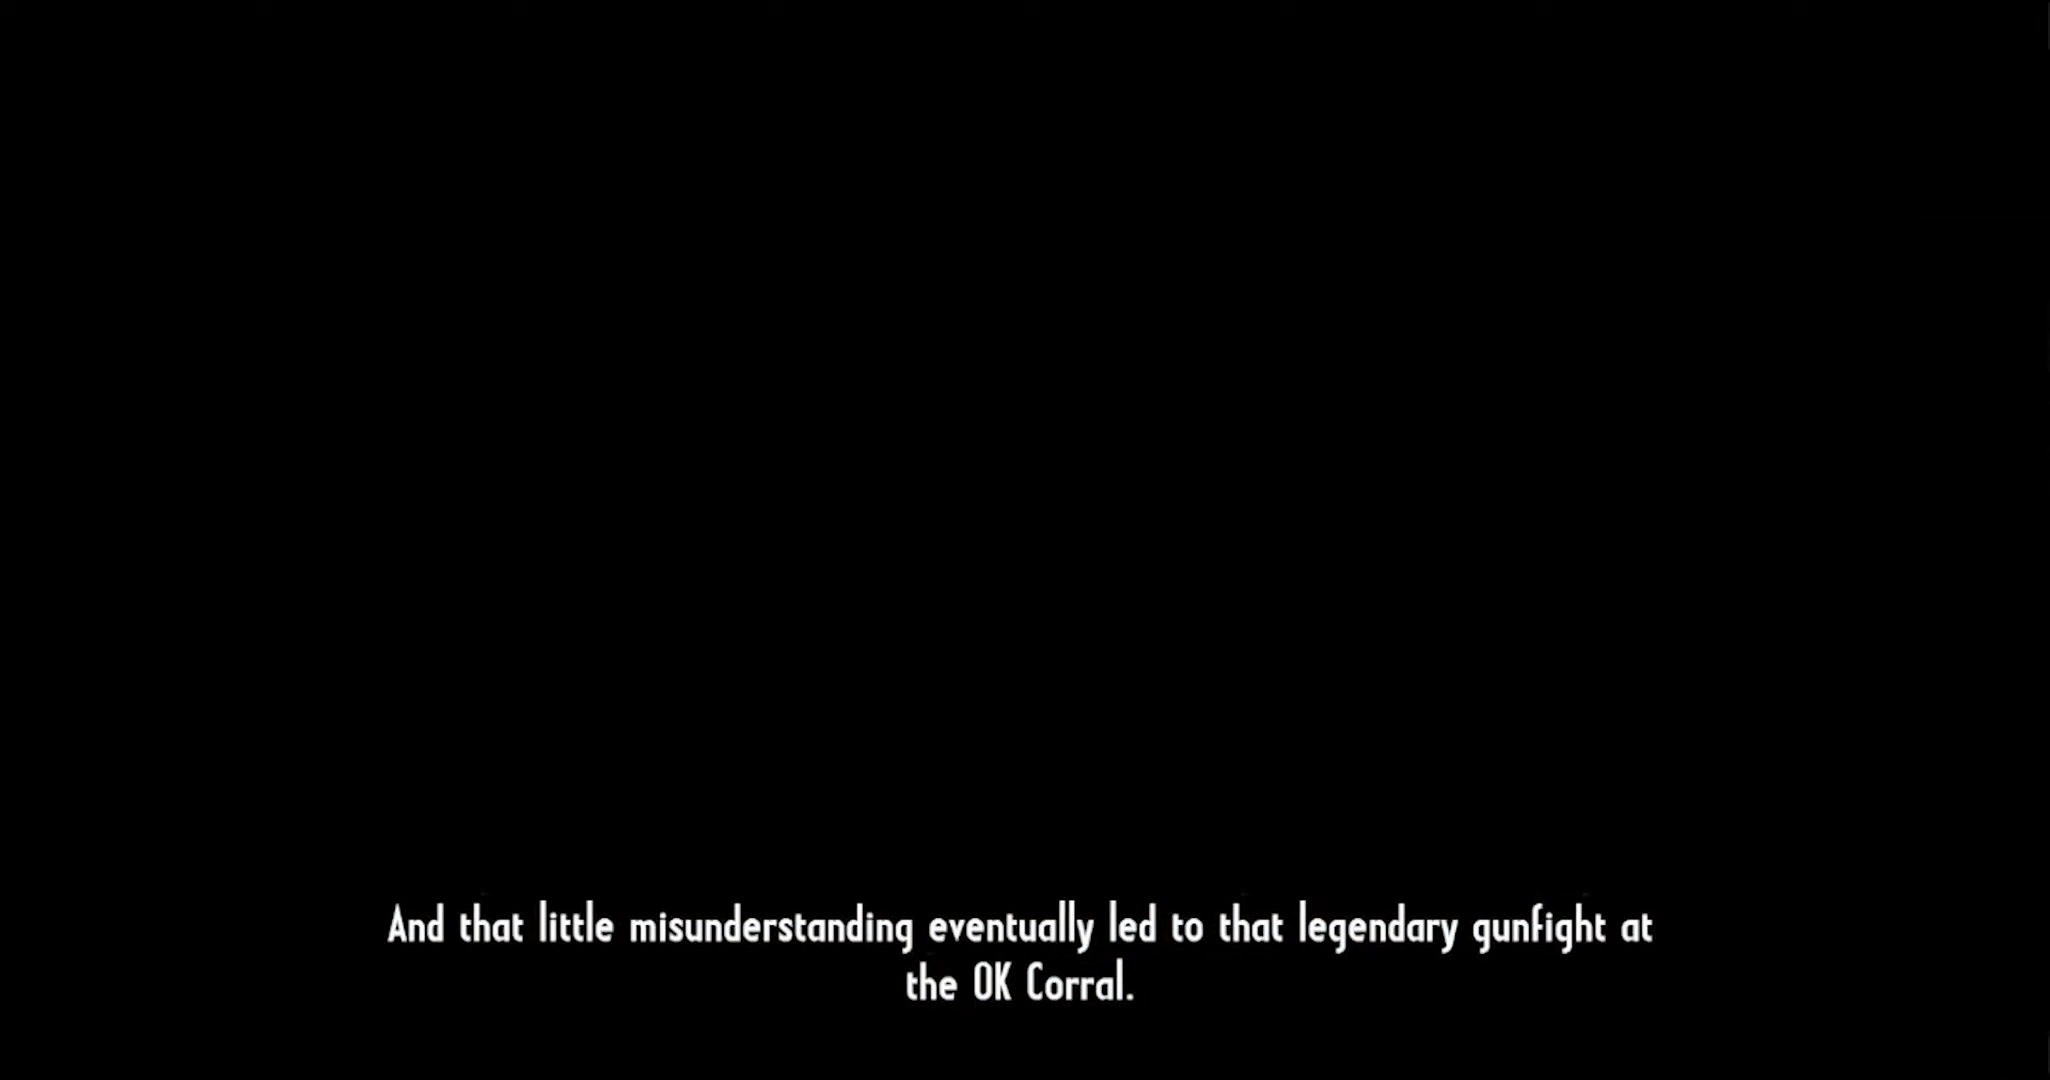 And that little misunderstanding eventually led to that legendary gunfight at
the OK Corral.